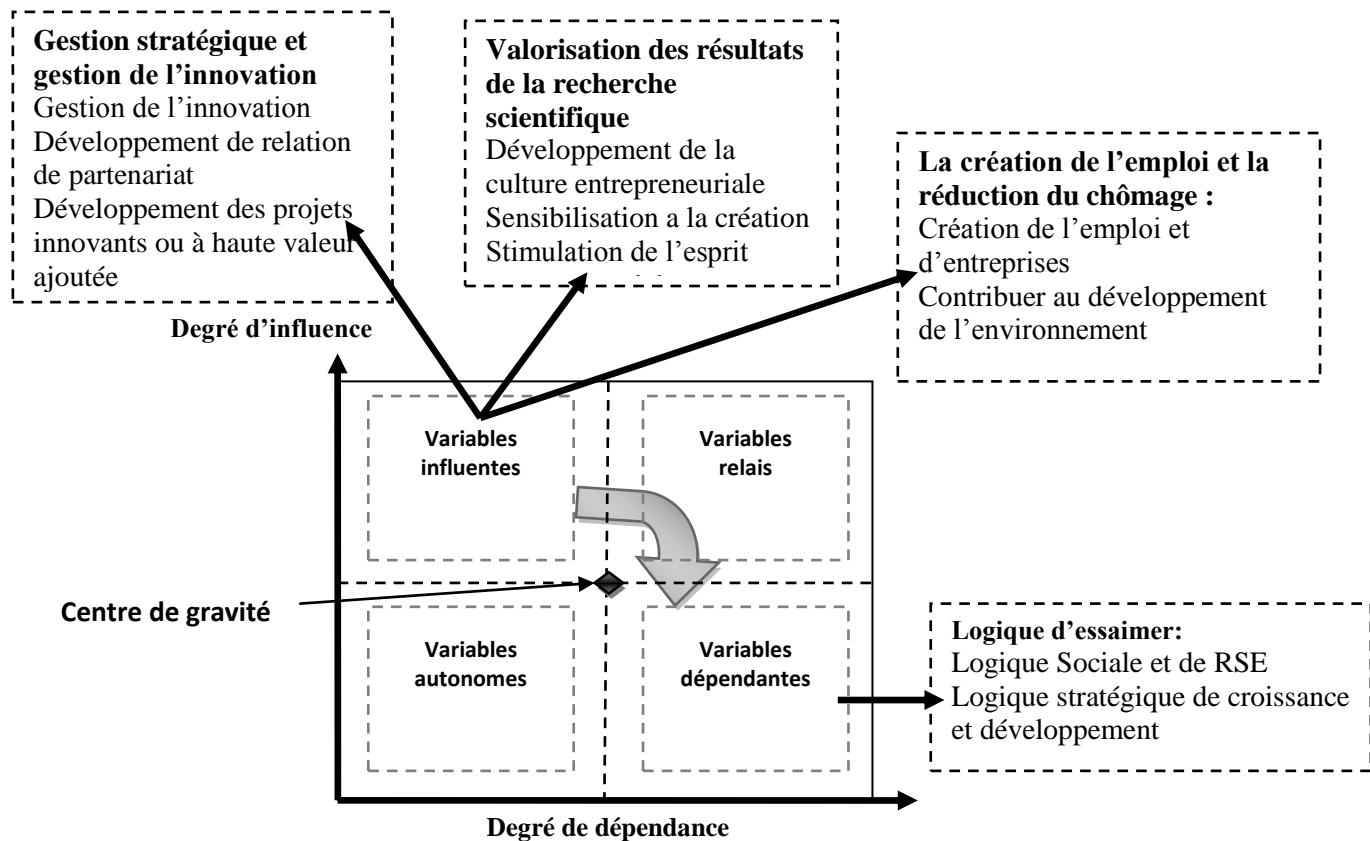 Gestion stratégique et
gestion de l'innovation
Gestion de l'innovation
Développement de relation
de partenariat
Développement des projets
innovants ou à haute valeur
ajoutée
Valorisation des résultats
de la recherche
scientifique
Développement de la
culture entrepreneuriale
Sensibilisation a la création
Stimulation de l'esprit
La création de l'emploi et la
réduction du chômage :
Création de l'emploi et
d'entreprises
Contribuer au développement
de l'environnement
Degré d'influence
Variables
influentes
Variables
relais
Centre de gravité
Variables
autonomes
Variables
dépendantes
Logique d'essaimer:
Logique Sociale et de RSE
Logique stratégique de croissance
et développement
Degré de dépendance